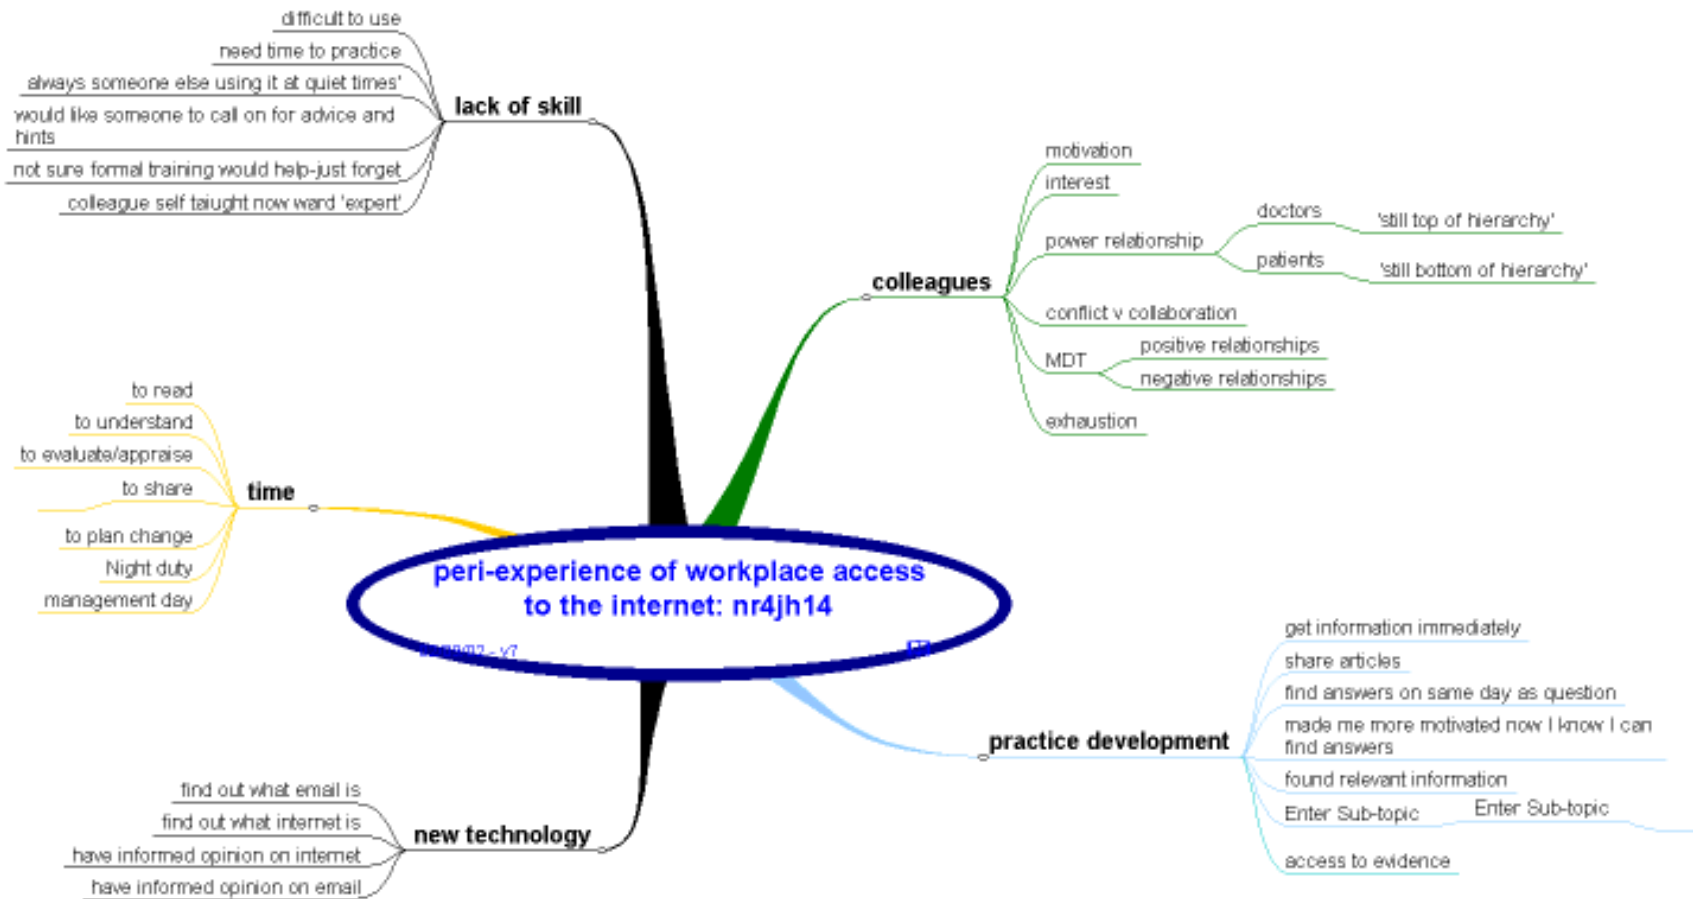 difficult to use
need time to practice
always someone else using it at quiet times'
would like someone to call on for advice and
hints
not sure formal training would help-just forget
colleague self taiught now ward 'expert'
lack of skill
motivation
interest
power relationship
doctors
'still top of hierarchy'
patients
'still bottom of hierarchy'
colleagues
conflict v collaboration
MDT
positive relationships
negative relationships
exhaustion
to read
to understand
to evaluate/appraise
to share
to plan change
Night duty
management day
time
peri-experience of workplace access
to the internet: nr4jh14
- v7
get information immediately
share articles
find answers on same day as question
made me more motivated now I know I can
find answers
found relevant information
Enter Sub-topic
Enter Sub-topic
access to evidence
practice development
find out what email is
find out what internet is
have informed opinion on internet
have informed opinion on email
new technology